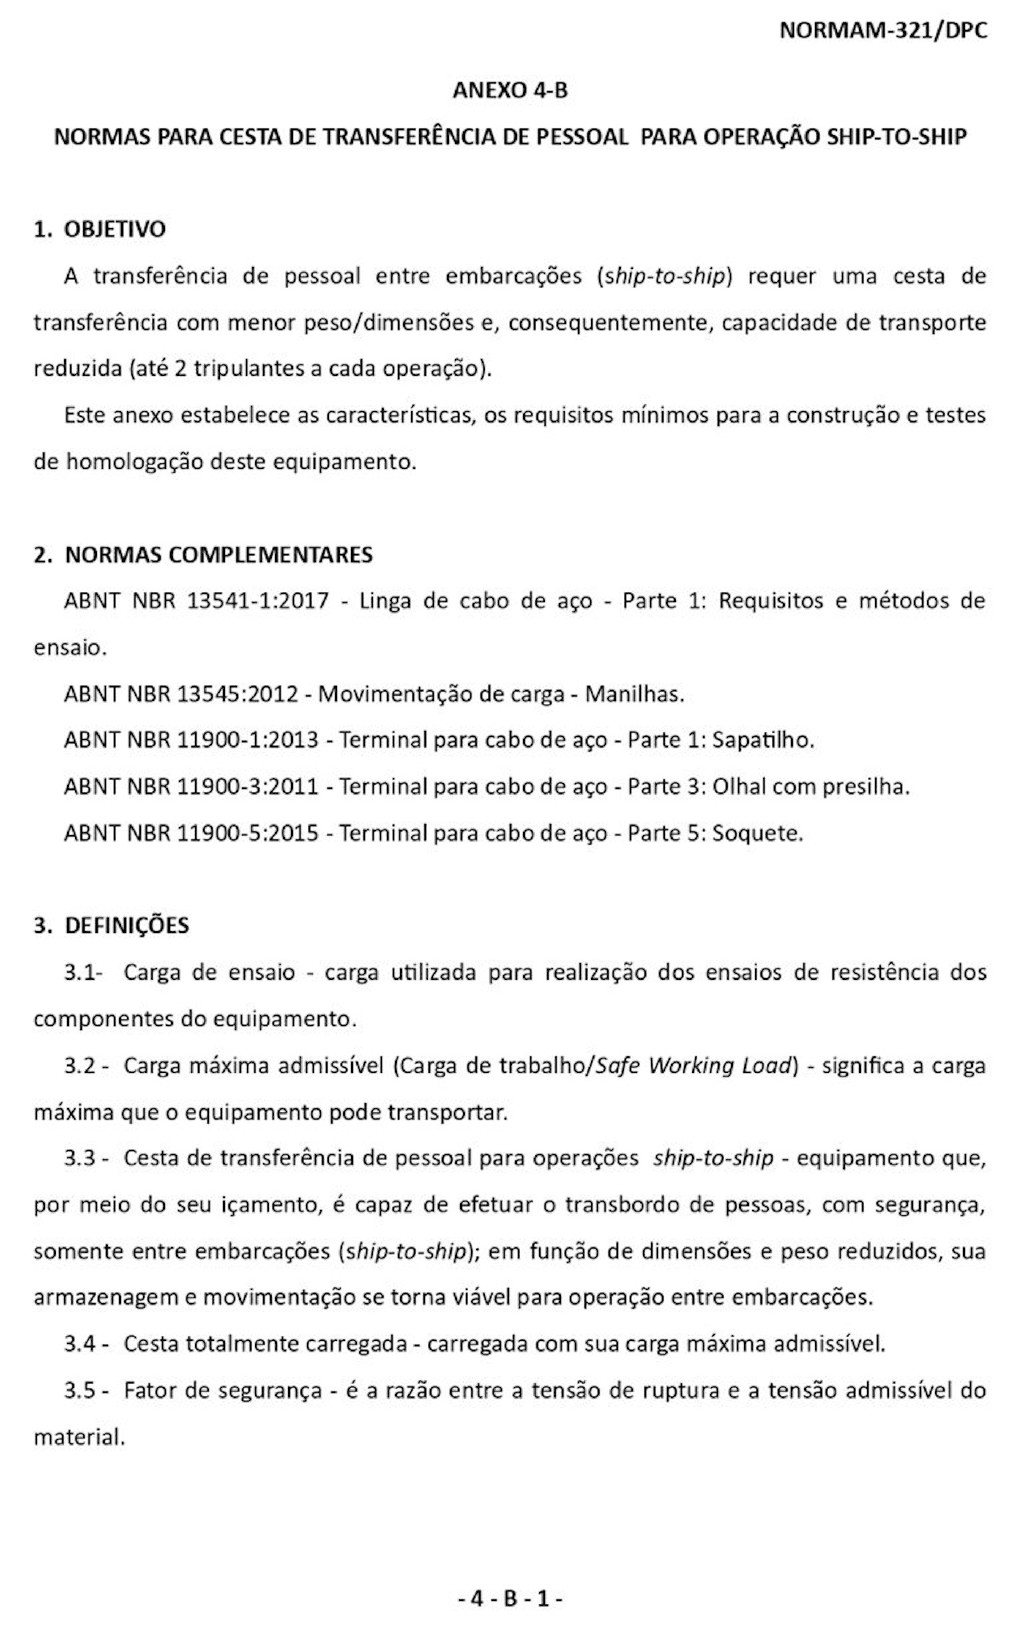 NORMAM-321/DPC
ANEXO 4-B
NORMAS PARA CESTA DE TRANSFERÊNCIA DE PESSOAL PARA OPERAÇÃO SHIP-TO-SHIP
1. OBJETIVO
A transferência de pessoal entre embarcações (ship-to-ship) requer uma cesta de
transferência com menor peso/dimensões e, consequentemente, capacidade de transporte
reduzida (até 2 tripulantes a cada operação).
Este anexo estabelece as características, os requisitos mínimos para a construção e testes
de homologação deste equipamento.
2. NORMAS COMPLEMENTARES
ABNT NBR 13541-1:2017 - Linga de cabo de aço - Parte 1: Requisitos e métodos de
ensaio.
ABNT NBR 13545:2012 - Movimentação de carga - Manilhas.
ABNT NBR 11900-1:2013 - Terminal para cabo de aço - Parte 1: Sapatilho.
ABNT NBR 11900-3:2011 - Terminal para cabo de aço - Parte 3: Olhal com presilha.
ABNT NBR 11900-5:2015 - Terminal para cabo de aço - Parte 5: Soquete.
3. DEFINIÇÕES
3.1- Carga de ensaio - carga utilizada para realização dos ensaios de resistência dos
componentes do equipamento.
3.2 - Carga máxima admissível (Carga de trabalho/Safe Working Load) - significa a carga
máxima que o equipamento pode transportar.
3.3 - Cesta de transferência de pessoal para operações ship-to-ship - equipamento que,
por meio do seu içamento, é capaz de efetuar o transbordo de pessoas, com segurança,
somente entre embarcações (ship-to-ship); em função de dimensões e peso reduzidos, sua
armazenagem e movimentação se torna viável para operação entre embarcações.
3.4 - Cesta totalmente carregada - carregada com sua carga máxima admissível.
3.5 - Fator de segurança - é a razão entre a tensão de ruptura e a tensão admissível do
material.
- 4 - B - 1 -